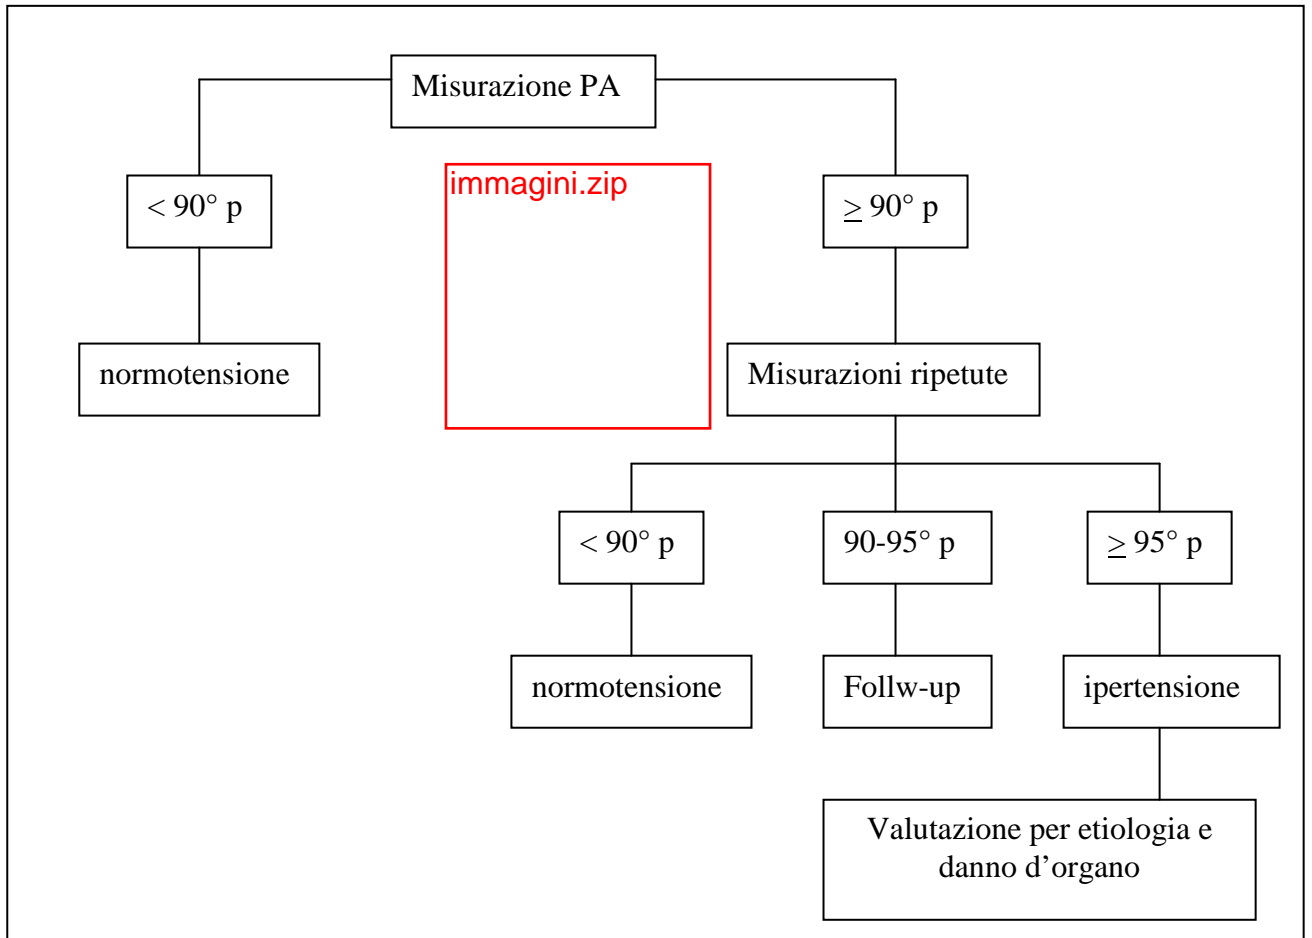 Misurazione PA
immagini.zip
< 90° p
≥ 90° p
normotensione
Misurazioni ripetute
< 90° p
90-95° p
≥ 95° p
normotensione
Follw-up
ipertensione
Valutazione per etiologia e
danno d’organo